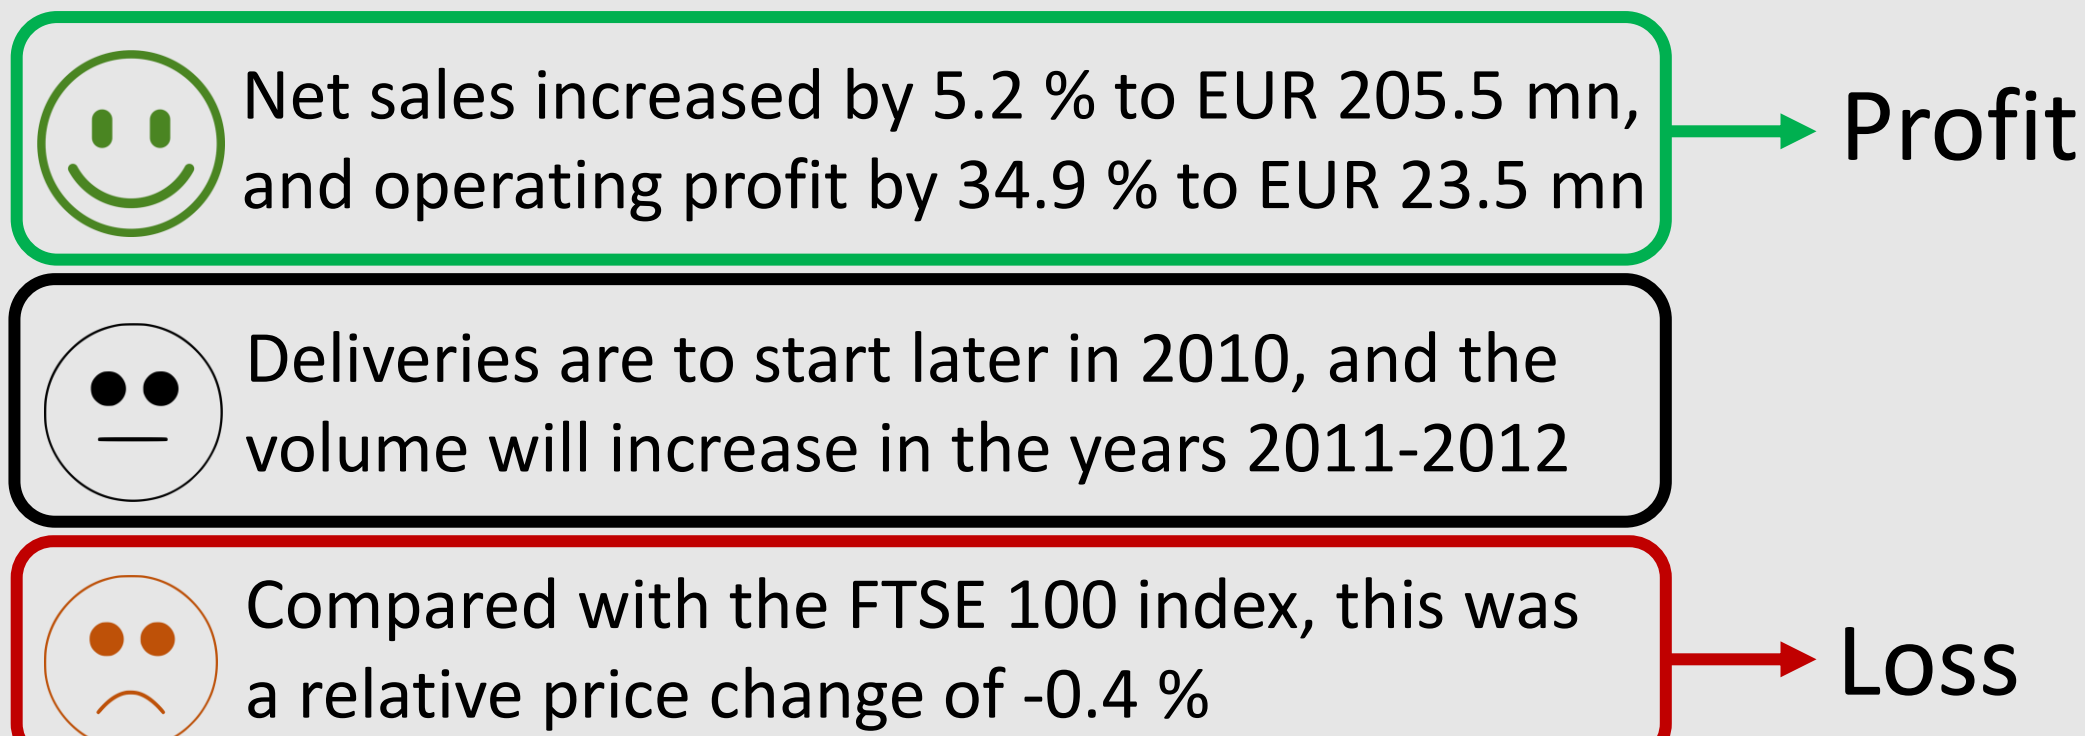 Net sales increased by 5.2 % to EUR 205.5 mn,
and operating profit by 34.9 % to EUR 23.5 mn
Profit
Deliveries are to start later in 2010, and the
volume will increase in the years 2011-2012
Compared with the FTSE 100 index, this was
a relative price change of -0.4 %
Loss